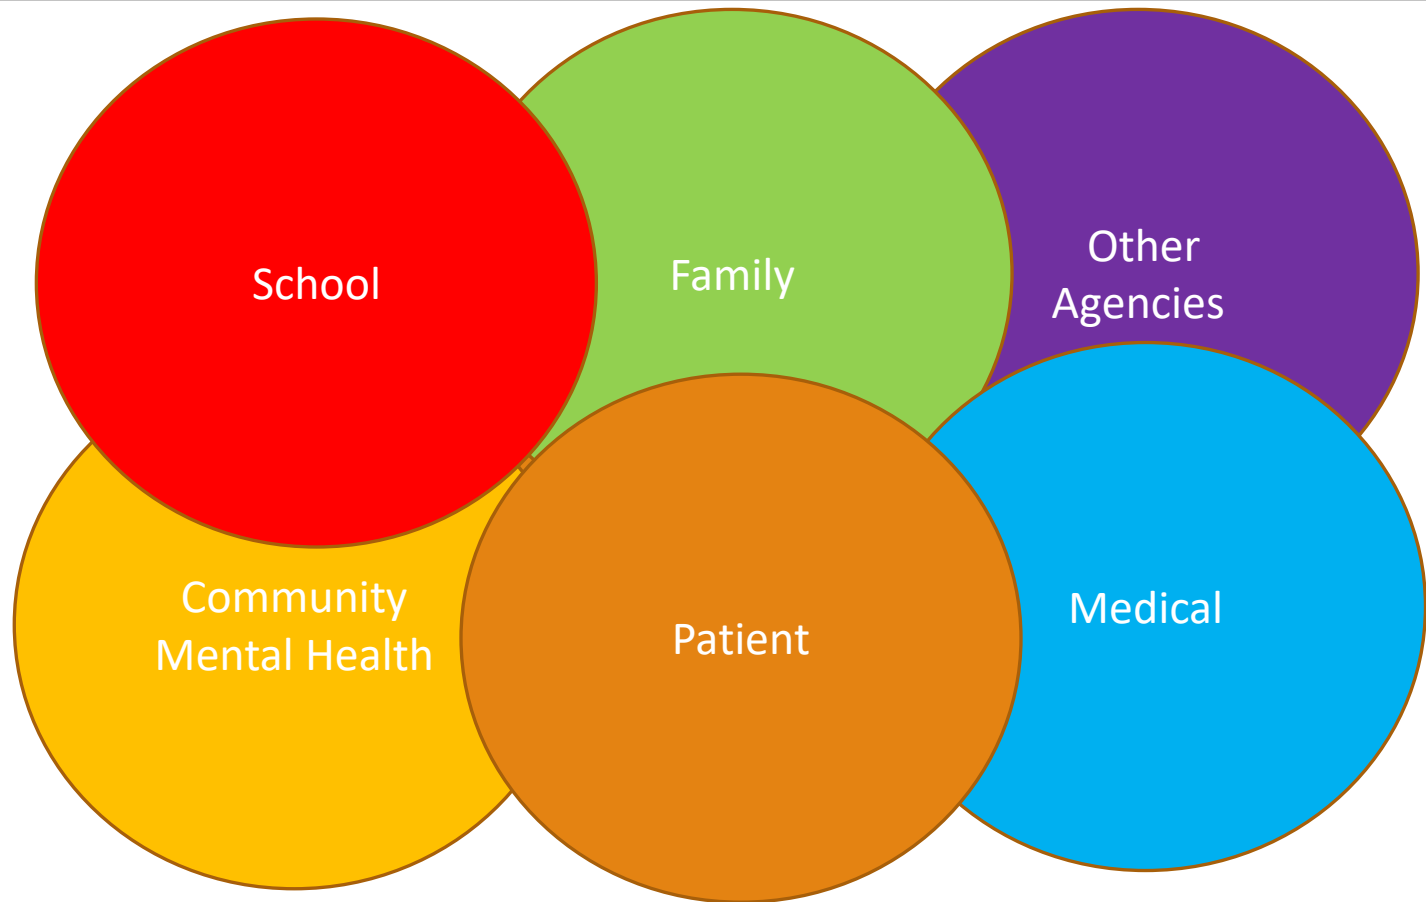 School
Family
Other
Agencies
Community
Mental Health
Patient
Medical